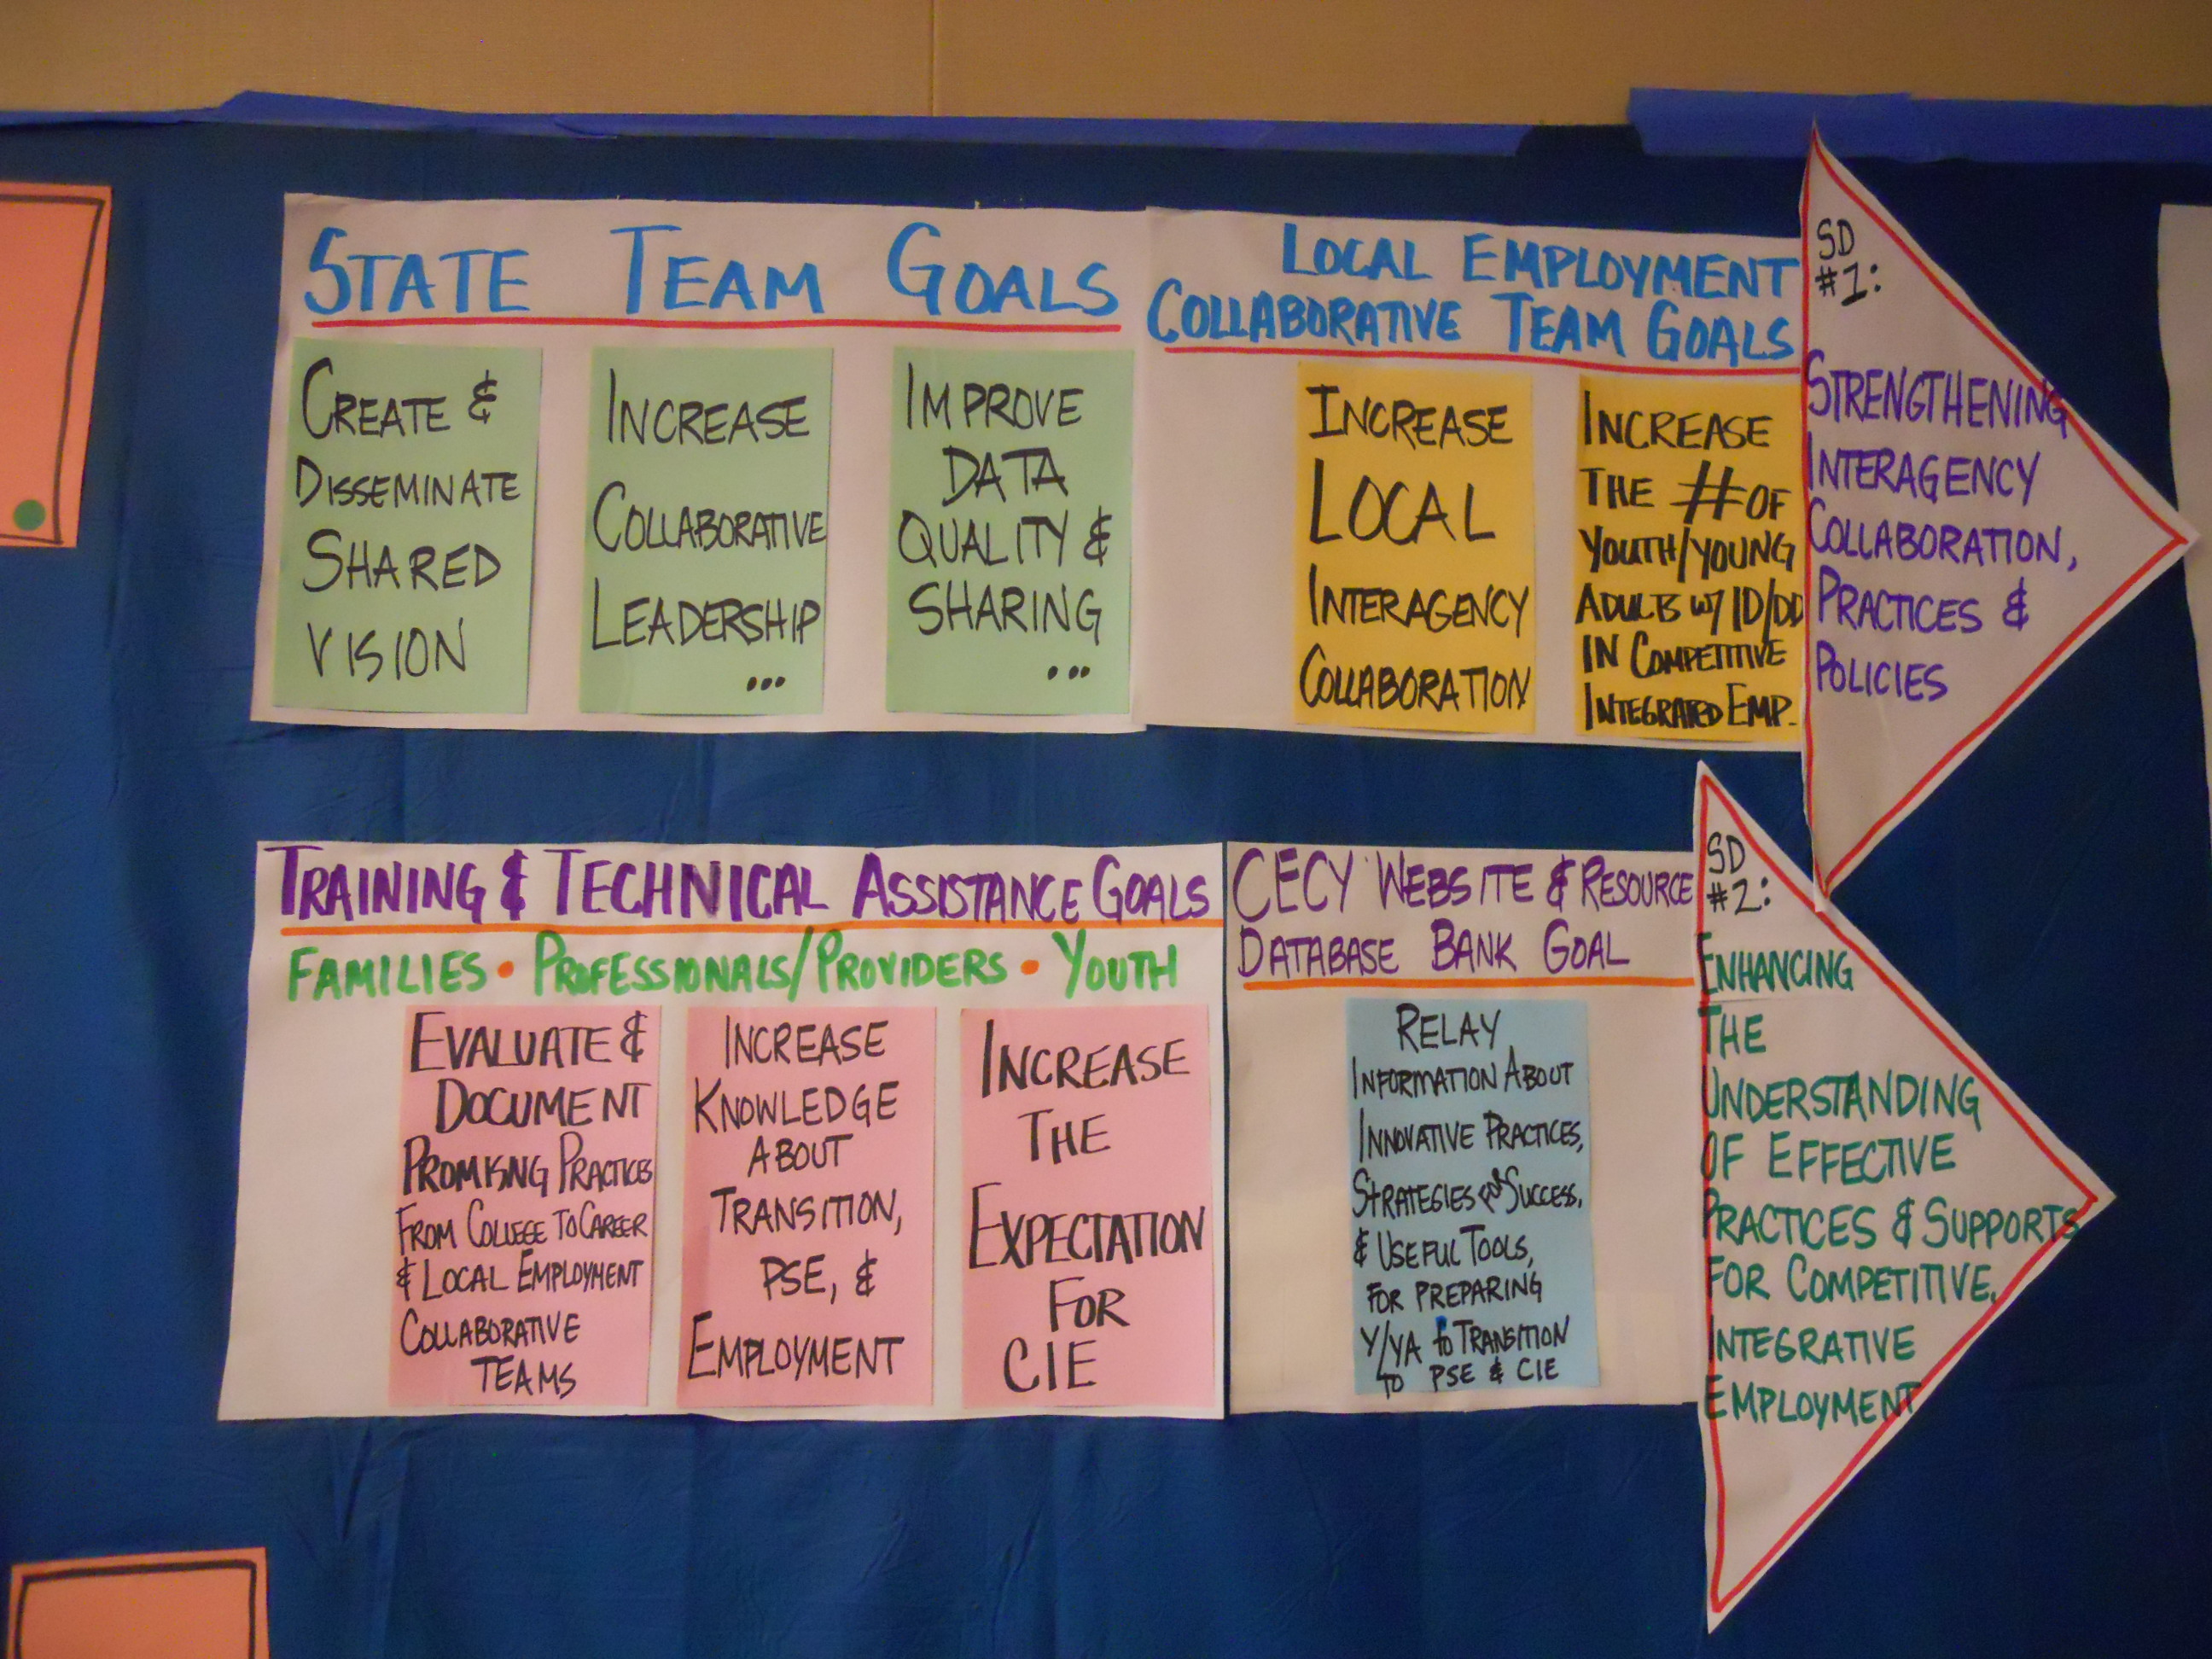 STATE TEAM GOALS
CREATE &
DISSEMINATE
SHARED
VISION
INCREASE
COLLABORATIVE
LEADERSHIP
...
IMPROVE
DATA
QUALITY &
SHARING
...
LOCAL EMPLOYMENT
COLLABORATIVE TEAM GOALS
INCREASE
LOCAL
INTERAGENCY
COLLABORATION
INCREASE
THE # OF
YOUTH/YOUNG
ADULTS W/ ID/DD
IN COMPETITIVE
INTEGRATED EMP.
SD
#1:
STRENGTHENING
INTERAGENCY
COLLABORATION,
PRACTICES &
POLICIES
TRAINING & TECHNICAL ASSISTANCE GOALS
FAMILIES • PROFESSIONALS/PROVIDERS • YOUTH
EVALUATE &
DOCUMENT
PROMISING PRACTICES
FROM COLLEGE TO CAREER
& LOCAL EMPLOYMENT
COLLABORATIVE
TEAMS
INCREASE
KNOWLEDGE
ABOUT
TRANSITION,
PSE, &
EMPLOYMENT
INCREASE
THE
EXPECTATION
FOR
CIE
CECY WEBSITE & RESOURCE
DATABASE BANK GOAL
RELAY
INFORMATION ABOUT
INNOVATIVE PRACTICES,
STRATEGIES for SUCCESS,
& USEFUL TOOLS,
FOR PREPARING
Y/YA to TRANSITION
TO PSE & CIE
SD
#2:
ENHANCING
THE
UNDERSTANDING
OF EFFECTIVE
PRACTICES & SUPPORTS
FOR COMPETITIVE,
INTEGRATIVE
EMPLOYMENT